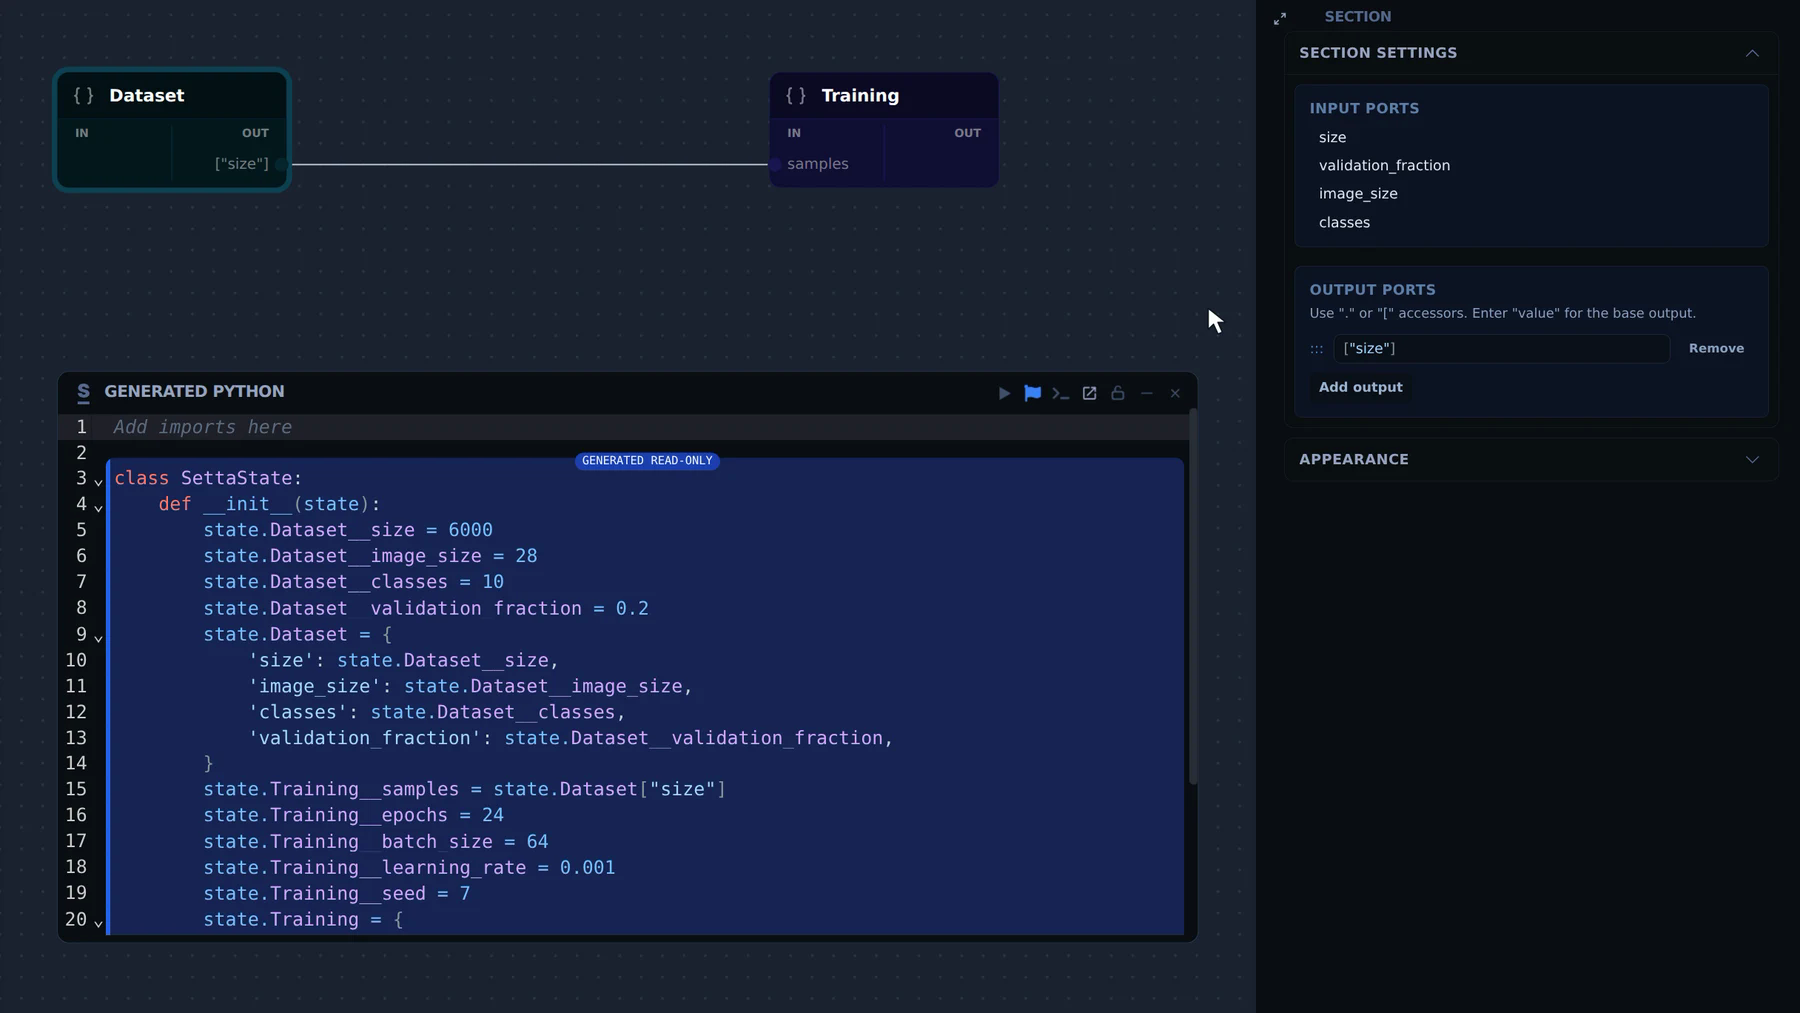 { } Dataset
IN OUT
["size"]
{ } Training
IN OUT
samples
S GENERATED PYTHON
1 Add imports here
2
GENERATED READ-ONLY
3 class SettaState:
4 def __init__(state):
5 state.Dataset__size = 6000
6 state.Dataset__image_size = 28
7 state.Dataset__classes = 10
8 state.Dataset__validation_fraction = 0.2
9 state.Dataset = {
10 'size': state.Dataset__size,
11 'image_size': state.Dataset__image_size,
12 'classes': state.Dataset__classes,
13 'validation_fraction': state.Dataset__validation_fraction,
14 }
15 state.Training__samples = state.Dataset["size"]
16 state.Training__epochs = 24
17 state.Training__batch_size = 64
18 state.Training__learning_rate = 0.001
19 state.Training__seed = 7
20 state.Training = {
SECTION
SECTION SETTINGS
INPUT PORTS
size
validation_fraction
image_size
classes
OUTPUT PORTS
Use "." or "[" accessors. Enter "value" for the base output.
["size"] Remove
Add output
APPEARANCE